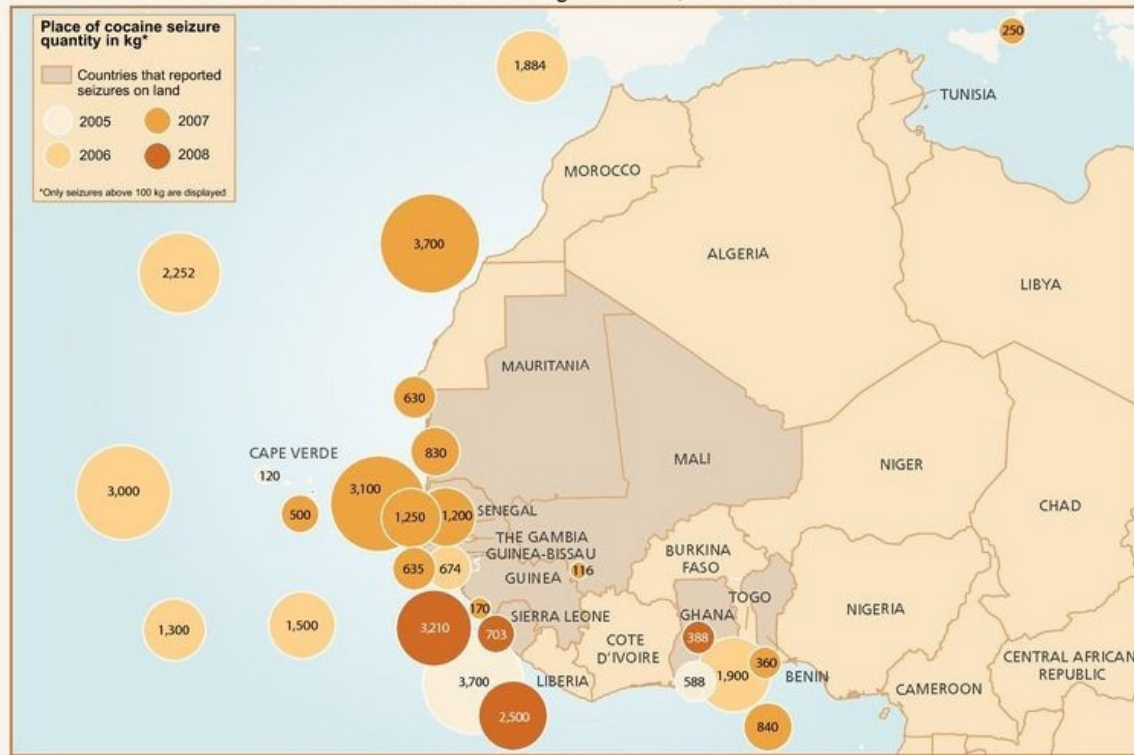 Place of cocaine seizure
quantity in kg*
Countries that reported
seizures on land
2005
2007
2006
2008
*Only seizures above 100 kg are displayed
250
1,884
TUNISIA
MOROCCO
3,700
ALGERIA
2,252
LIBYA
MAURITANIA
630
CAPE VERDE
830
MALI
120
NIGER
3,000
3,100
500
1,250
1,200
SENEGAL
CHAD
THE GAMBIA
GUINEA-BISSAU
BURKINA
FASO
635
674
GUINEA
116
TOGO
170
SIERRA LEONE
GHANA
NIGERIA
1,300
1,500
3,210
703
388
COTE
D'IVOIRE
360
CENTRAL AFRICAN
REPUBLIC
3,700
LIBERIA
588
1,900
BENIN
CAMEROON
2,500
840